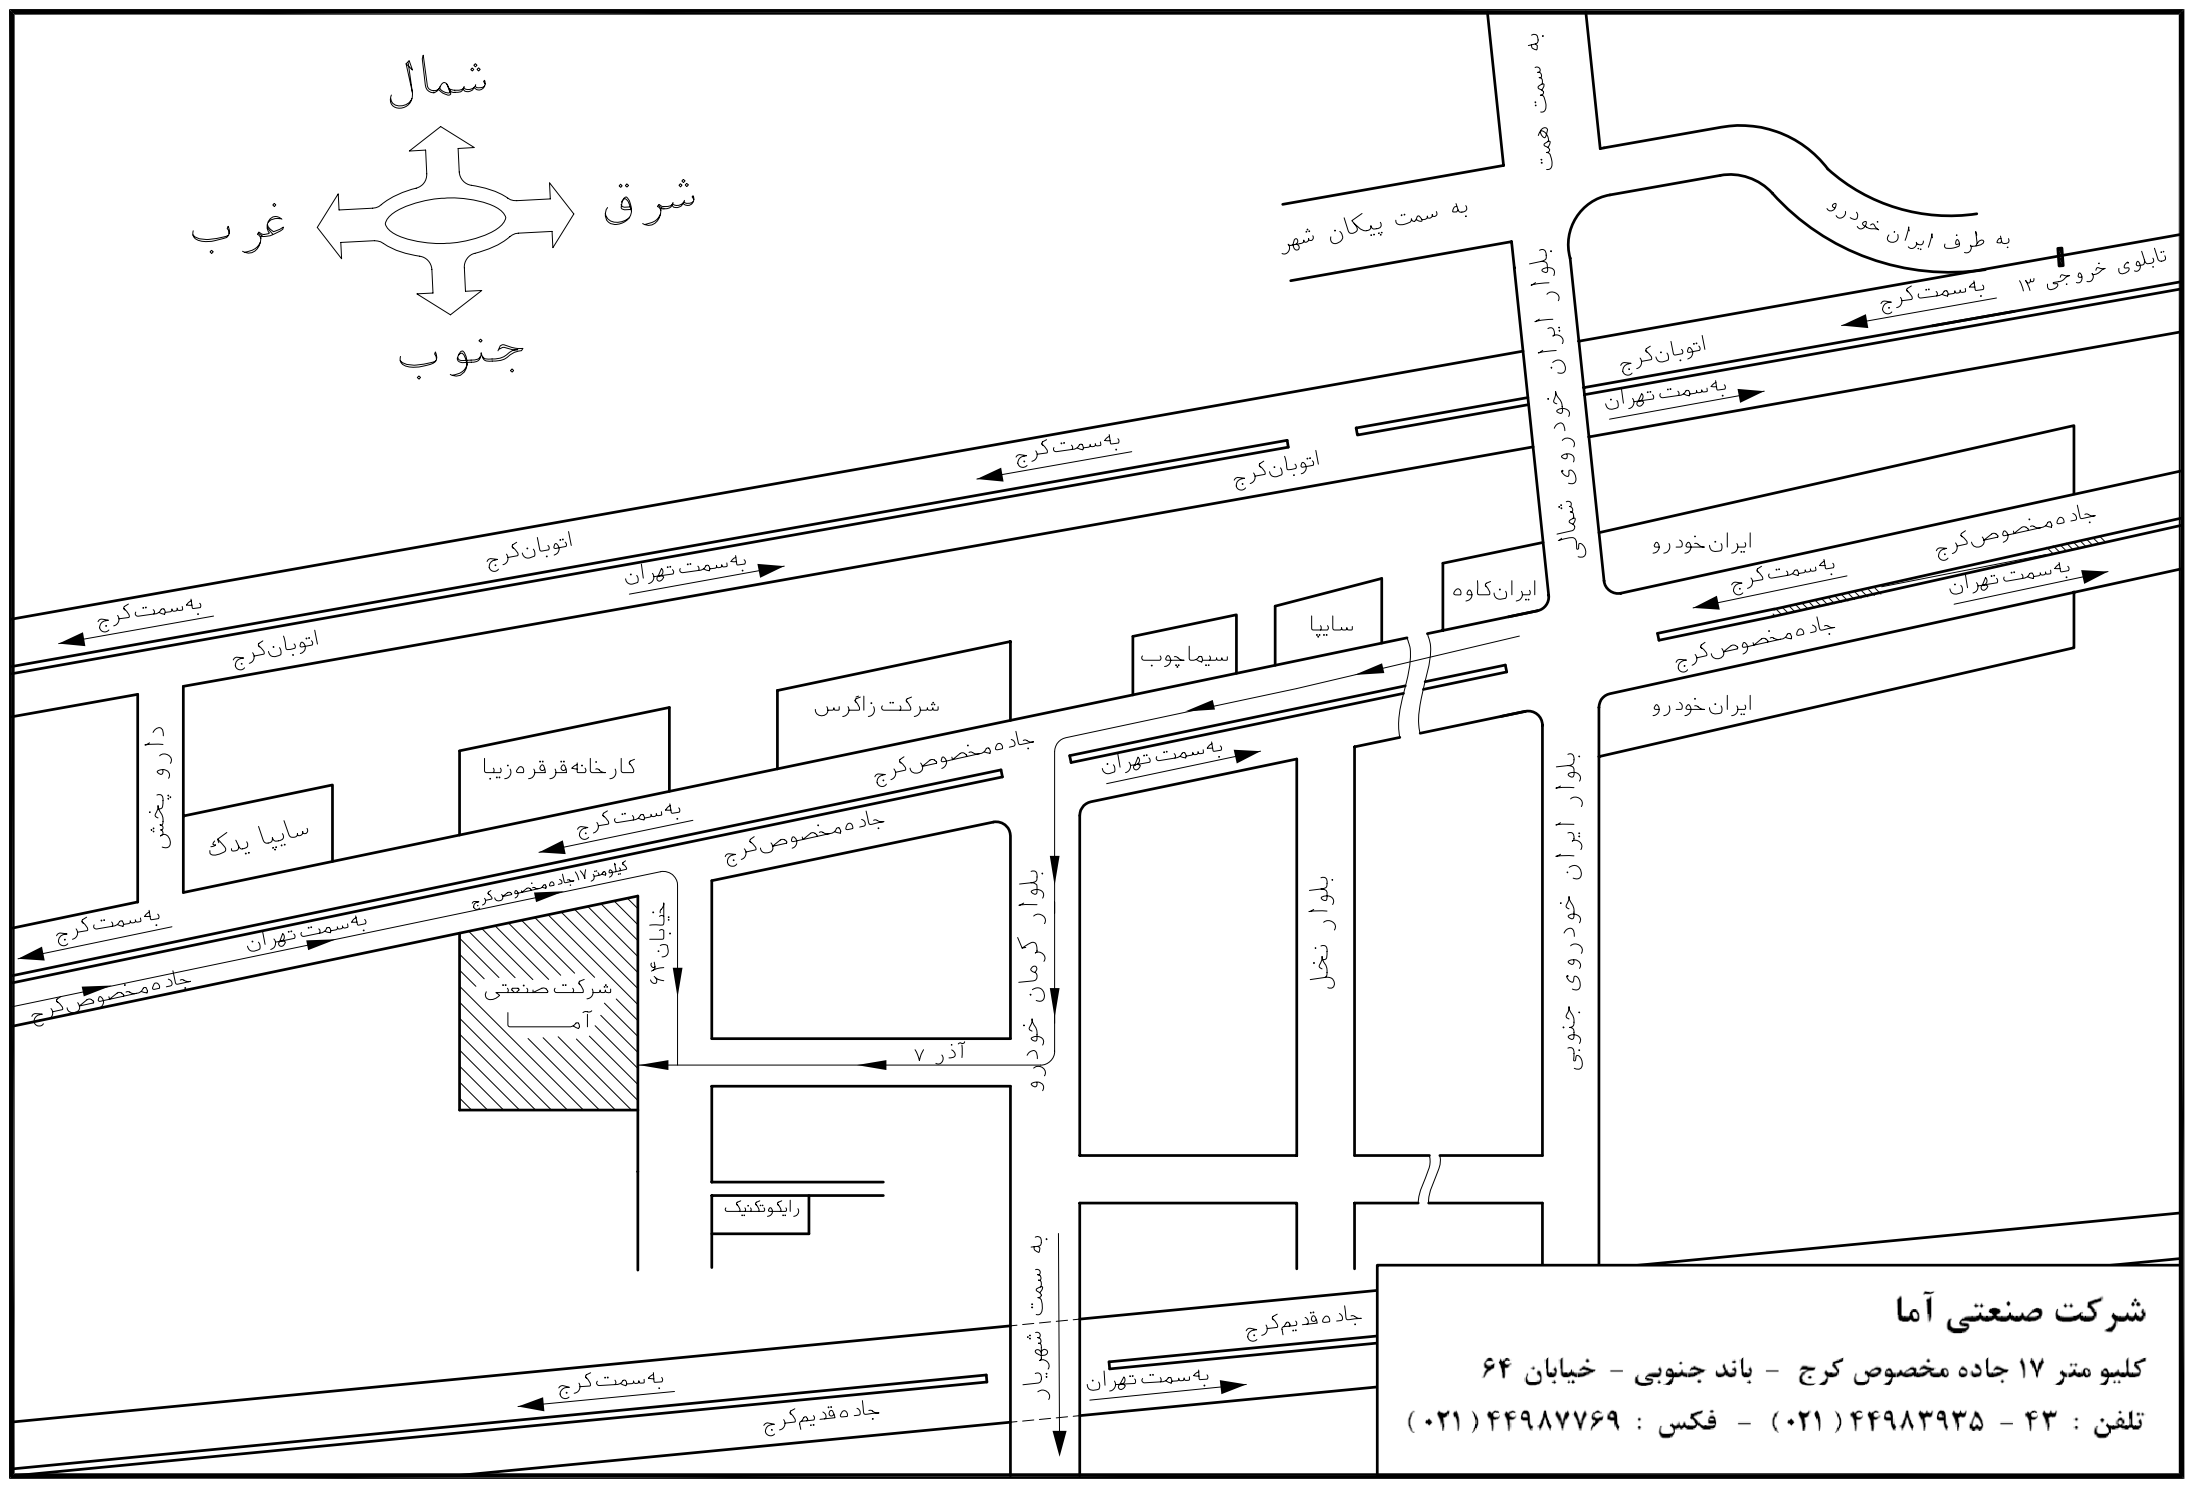 شمال
شرق
غرب
جنوب
به سمت همت
به سمت پیکان شهر
به طرف ایران خودرو
تابلوی خروجی ۱۳
به سمت کرج
اتوبان کرج
به سمت تهران
بلوار ایران خودروی شمالی
به سمت کرج
اتوبان کرج
اتوبان کرج
به سمت تهران
به سمت کرج
اتوبان کرج
ایران خودرو
جاده مخصوص کرج
به سمت کرج
به سمت تهران
جاده مخصوص کرج
ایران خودرو
ایران کاوه
سایپا
سیماچوب
شرکت زاگرس
کارخانه قرقره زیبا
سایپا یدک
دارو پخش
جاده مخصوص کرج
به سمت تهران
به سمت کرج
جاده مخصوص کرج
کیلومتر ۱۷ جاده مخصوص کرج
به سمت کرج
به سمت تهران
جاده مخصوص کرج
خیابان ۶۴
شرکت صنعتی
آمــــا
بلوار کرمان خودرو
بلوار نخل
بلوار ایران خودروی جنوبی
آذر ۷
رایکوتکنیک
به سمت شهریار
جاده قدیم کرج
به سمت تهران
به سمت کرج
جاده قدیم کرج
شرکت صنعتی آما
کلیو متر ۱۷ جاده مخصوص کرج - باند جنوبی - خیابان ۶۴
تلفن : ۴۳ - ۴۴۹۸۳۹۳۵ (۰۲۱) - فکس : ۴۴۹۸۷۷۶۹ (۰۲۱)